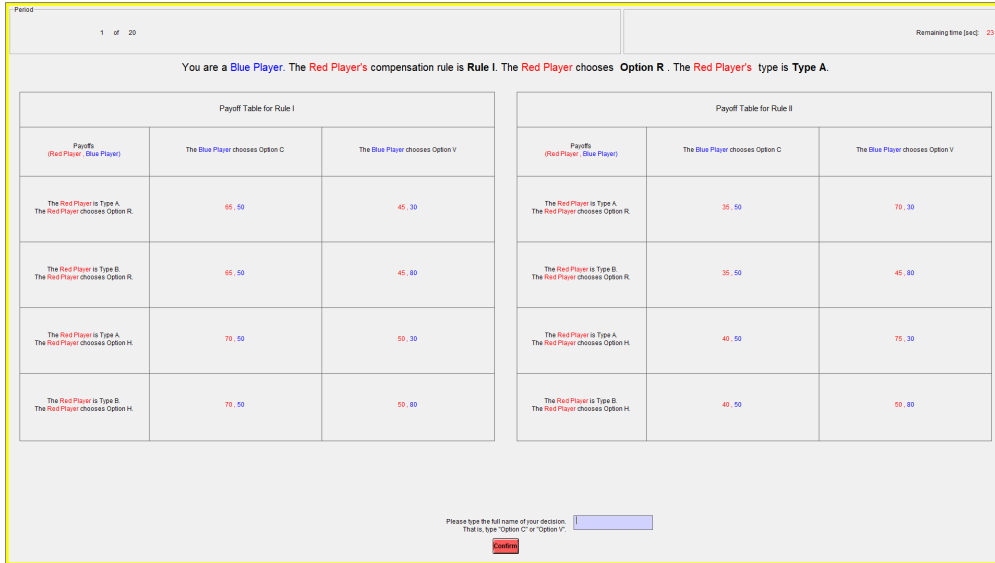 Period
1 of 20
Remaining time [sec]: 23
You are a Blue Player. The Red Player's compensation rule is Rule I. The Red Player chooses Option R . The Red Player's type is Type A.
Payoff Table for Rule I
Payoffs
(Red Player , Blue Player)
The Blue Player chooses Option C
The Blue Player chooses Option V
The Red Player is Type A.
The Red Player chooses Option R.
65 , 50
45 , 30
The Red Player is Type B.
The Red Player chooses Option R.
65 , 50
45 , 80
The Red Player is Type A.
The Red Player chooses Option H.
70 , 50
50 , 30
The Red Player is Type B.
The Red Player chooses Option H.
70 , 50
50 , 80
Payoff Table for Rule II
Payoffs
(Red Player , Blue Player)
The Blue Player chooses Option C
The Blue Player chooses Option V
The Red Player is Type A.
The Red Player chooses Option R.
35 , 50
70 , 30
The Red Player is Type B.
The Red Player chooses Option R.
35 , 50
45 , 80
The Red Player is Type A.
The Red Player chooses Option H.
40 , 50
75 , 30
The Red Player is Type B.
The Red Player chooses Option H.
40 , 50
50 , 80
Please type the full name of your decision.
That is, type "Option C" or "Option V".
Confirm